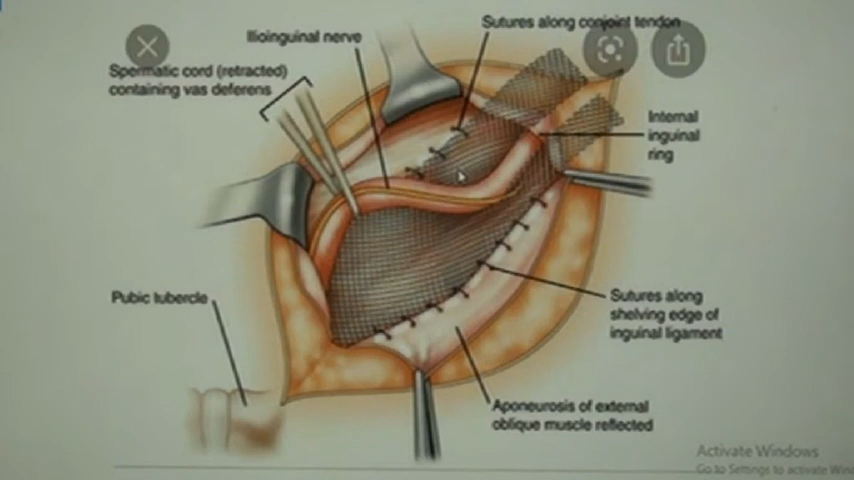 Sutures along conjoint tendon
Ilioinguinal nerve
Spermatic cord (retracted)
containing vas deferens
Internal
inguinal
ring
Pubic tubercle
Sutures along
shelving edge of
inguinal ligament
Aponeurosis of external
oblique muscle reflected
Activate Windows
Go to Settings to activate Win